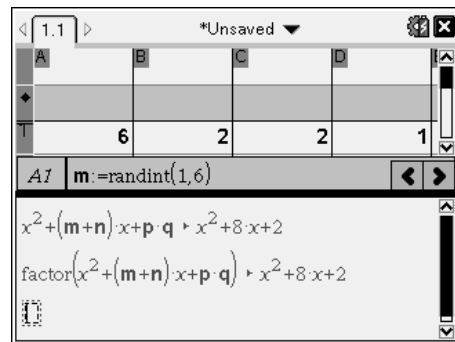 1.1 *Unsaved
A B C D
6 2 2 1
A1 m:=randint(1,6)
x²+(m+n)·x+p·q ▸ x²+8·x+2
factor(x²+(m+n)·x+p·q) ▸ x²+8·x+2